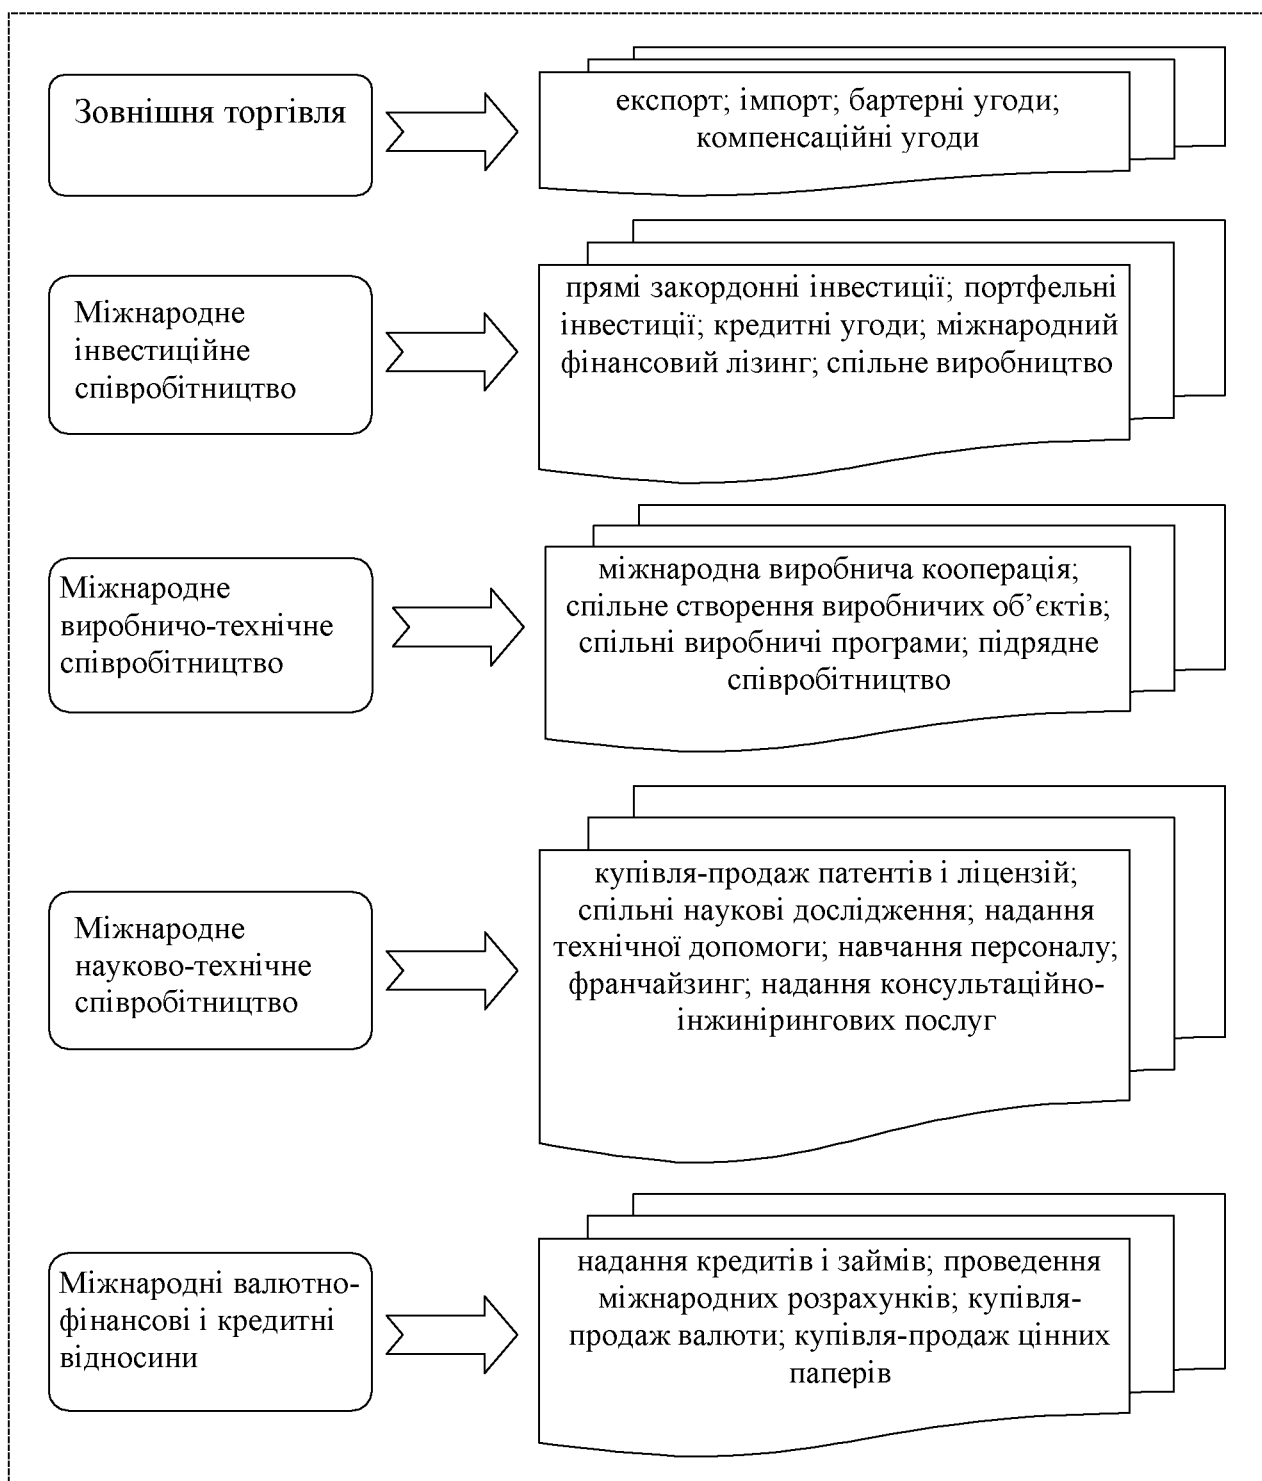 Зовнішня торгівля
експорт; імпорт; бартерні угоди;
компенсаційні угоди
Міжнародне
інвестиційне
співробітництво
прямі закордонні інвестиції; портфельні
інвестиції; кредитні угоди; міжнародний
фінансовий лізинг; спільне виробництво
Міжнародне
виробничо-технічне
співробітництво
міжнародна виробнича кооперація;
спільне створення виробничих об’єктів;
спільні виробничі програми; підрядне
співробітництво
Міжнародне
науково-технічне
співробітництво
купівля-продаж патентів і ліцензій;
спільні наукові дослідження; надання
технічної допомоги; навчання персоналу;
франчайзинг; надання консультаційно-
інжинірингових послуг
Міжнародні валютно-
фінансові і кредитні
відносини
надання кредитів і займів; проведення
міжнародних розрахунків; купівля-
продаж валюти; купівля-продаж цінних
паперів